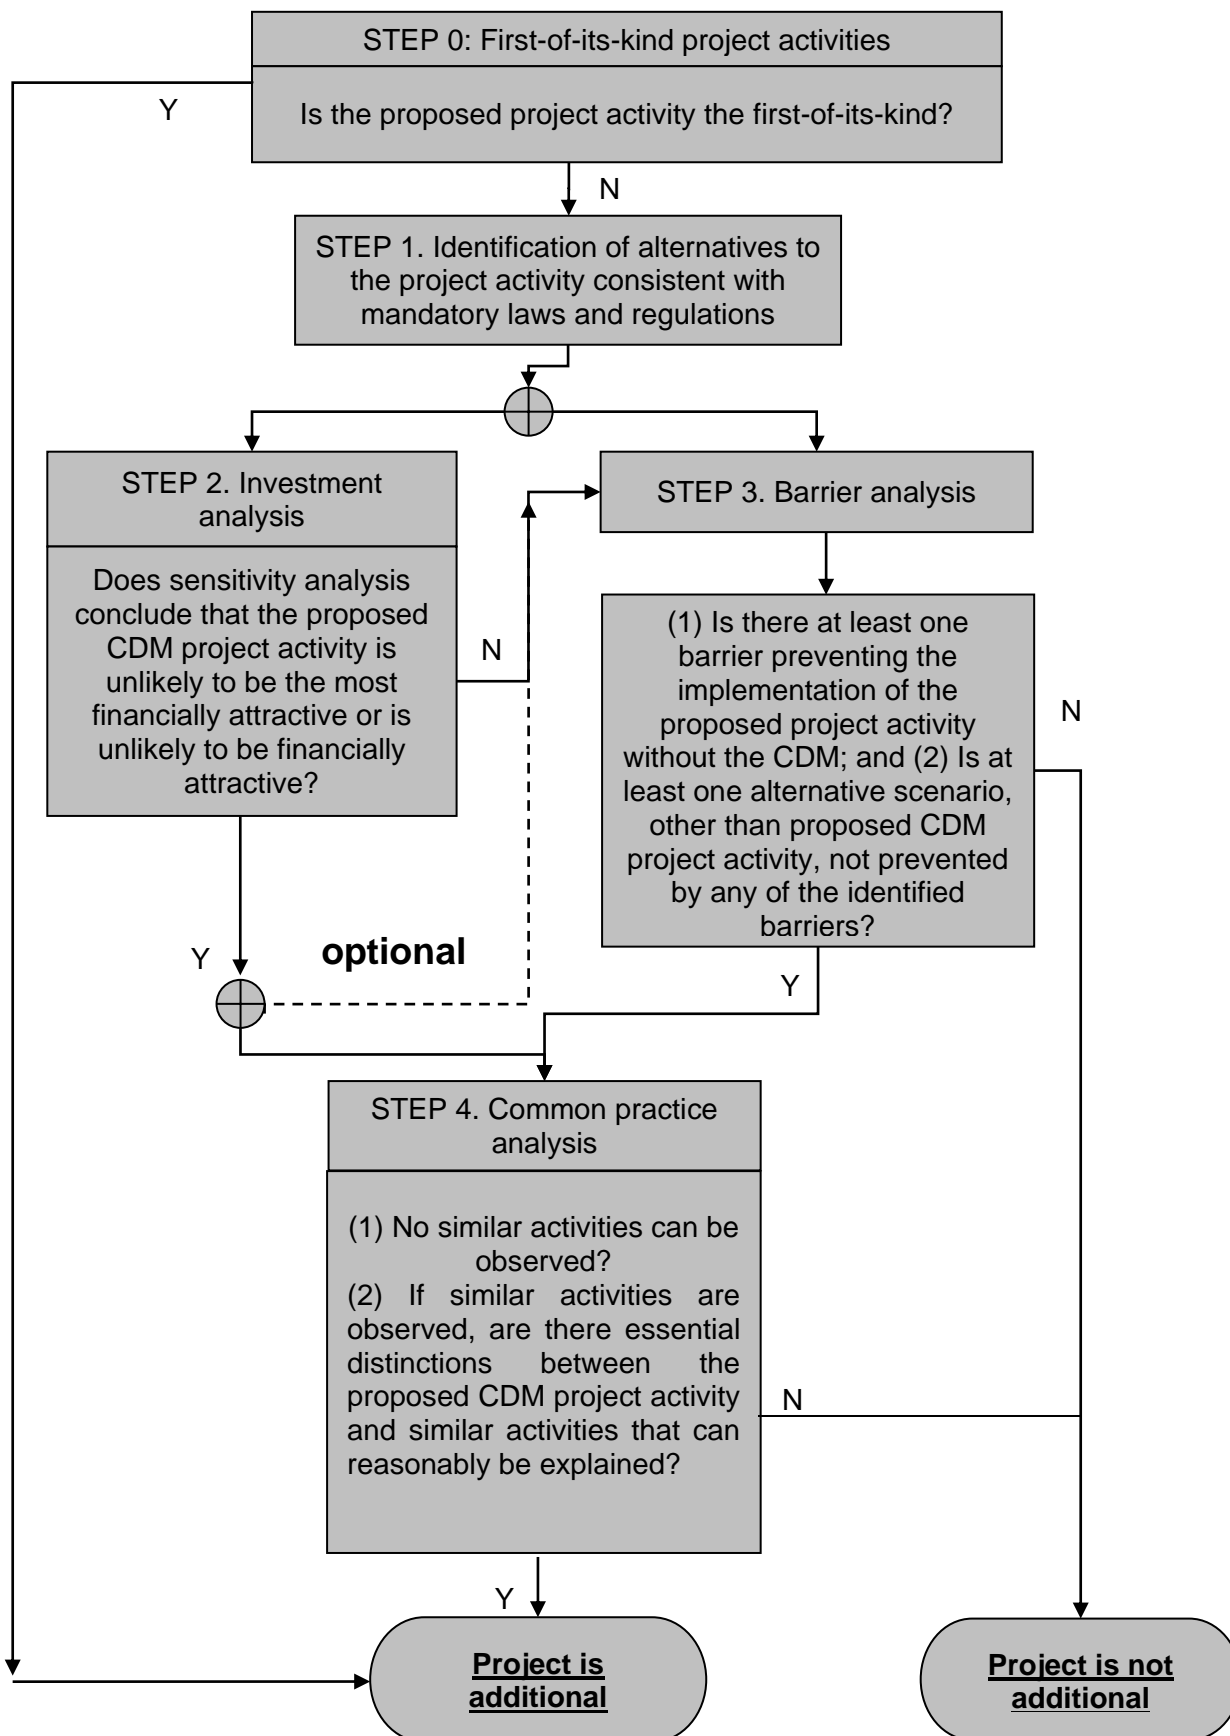 STEP 0: First-of-its-kind project activities
Y
Is the proposed project activity the first-of-its-kind?
N
STEP 1. Identification of alternatives to
the project activity consistent with
mandatory laws and regulations
STEP 2. Investment
analysis
STEP 3. Barrier analysis
Does sensitivity analysis
conclude that the proposed
CDM project activity is
unlikely to be the most
financially attractive or is
unlikely to be financially
attractive?
N
(1) Is there at least one
barrier preventing the
implementation of the
proposed project activity
without the CDM; and (2) Is at
least one alternative scenario,
other than proposed CDM
project activity, not prevented
by any of the identified
barriers?
N
Y
optional
Y
STEP 4. Common practice
analysis
(1) No similar activities can be
observed?
(2) If similar activities are
observed, are there essential
distinctions between the
proposed CDM project activity
and similar activities that can
reasonably be explained?
N
Y
Project is
additional
Project is not
additional